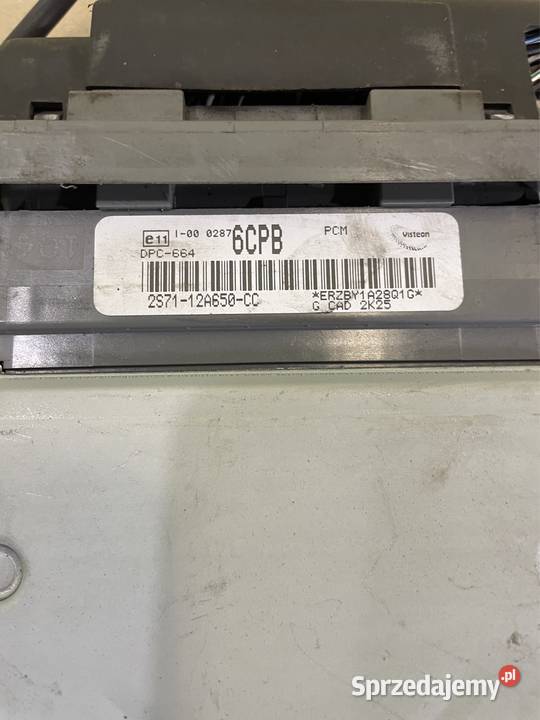 e11 I-00 0287 6CPB PCM Visteon
DPC-664
2S71-12A650-CC *ERZBY1A28Q1G*
G CAD 2K25
Sprzedajemy.pl